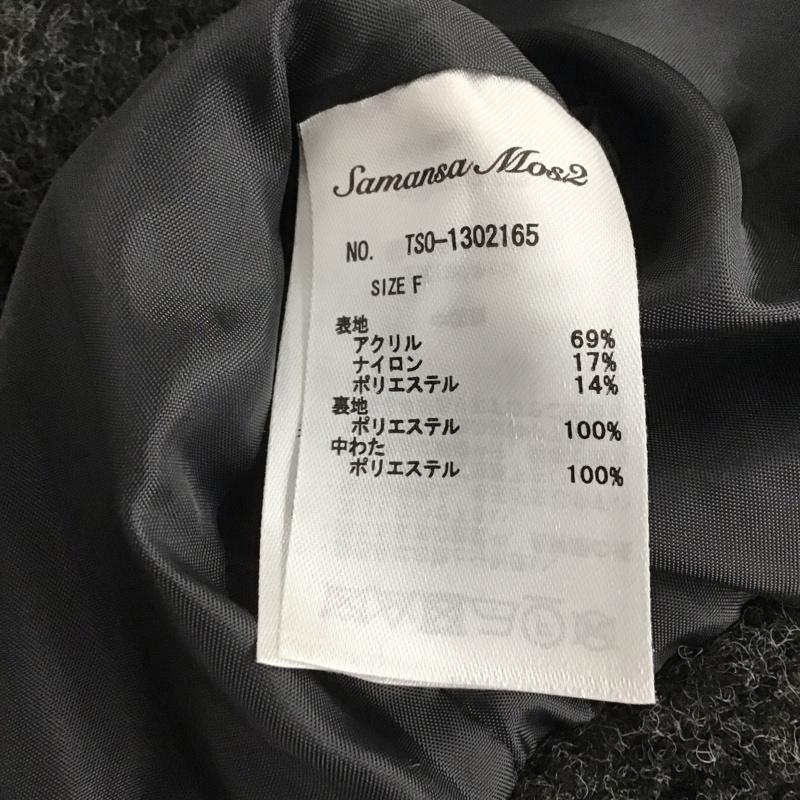 Samansa Mos2
NO. TSO-1302165
SIZE F
表地
アクリル 69%
ナイロン 17%
ポリエステル 14%
裏地
ポリエステル 100%
中わた
ポリエステル 100%